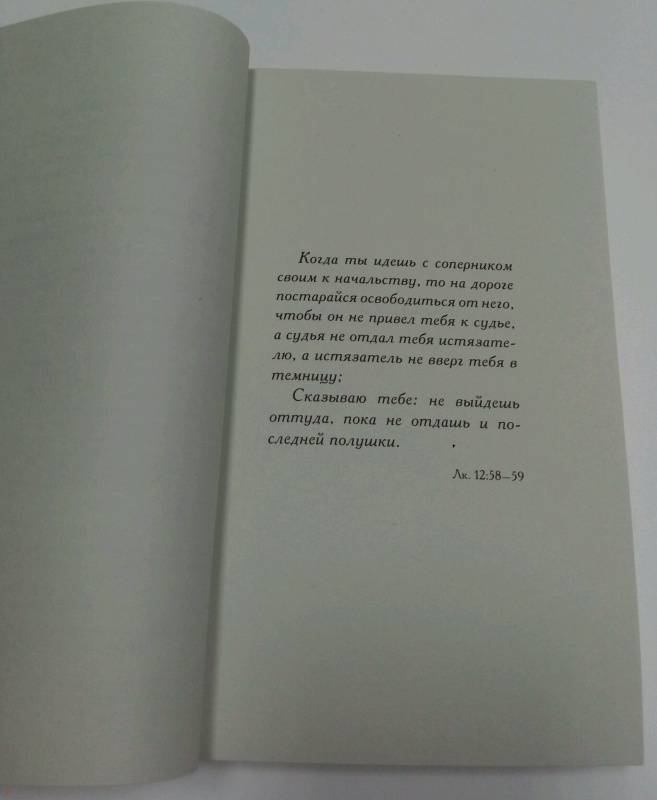 Когда ты идешь с соперником
своим к начальству, то на дороге
постарайся освободиться от него,
чтобы он не привел тебя к судье,
а судья не отдал тебя истязате-
лю, а истязатель не вверг тебя в
темницу;
Сказываю тебе: не выйдешь
оттуда, пока не отдашь и по-
следней полушки.
Лк. 12:58—59